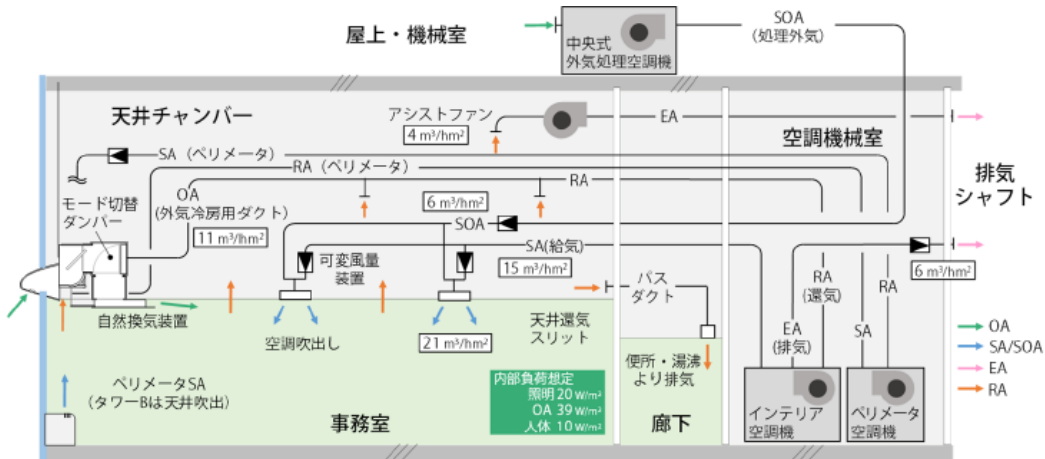 屋上・機械室
中央式
外気処理空調機
SOA
（処理外気）
天井チャンバー
アシストファン
4 m³/hm²
EA
空調機械室
SA（ペリメータ）
RA（ペリメータ）
モード切替
ダンパー
OA
(外気冷房用ダクト)
11 m³/hm²
RA
6 m³/hm²
SOA
SA(給気)
15 m³/hm²
可変風量
装置
排気
シャフト
6 m³/hm²
パス
ダクト
RA
(還気)
RA
EA
(排気)
SA
自然換気装置
空調吹出し
21 m³/hm²
天井還気
スリット
便所・湯沸
より排気
OA
SA/SOA
EA
RA
ペリメータSA
（タワーBは天井吹出）
内部負荷想定
照明 20 W/m²
OA 39 W/m²
人体 10 W/m²
事務室
廊下
インテリア
空調機
ペリメータ
空調機